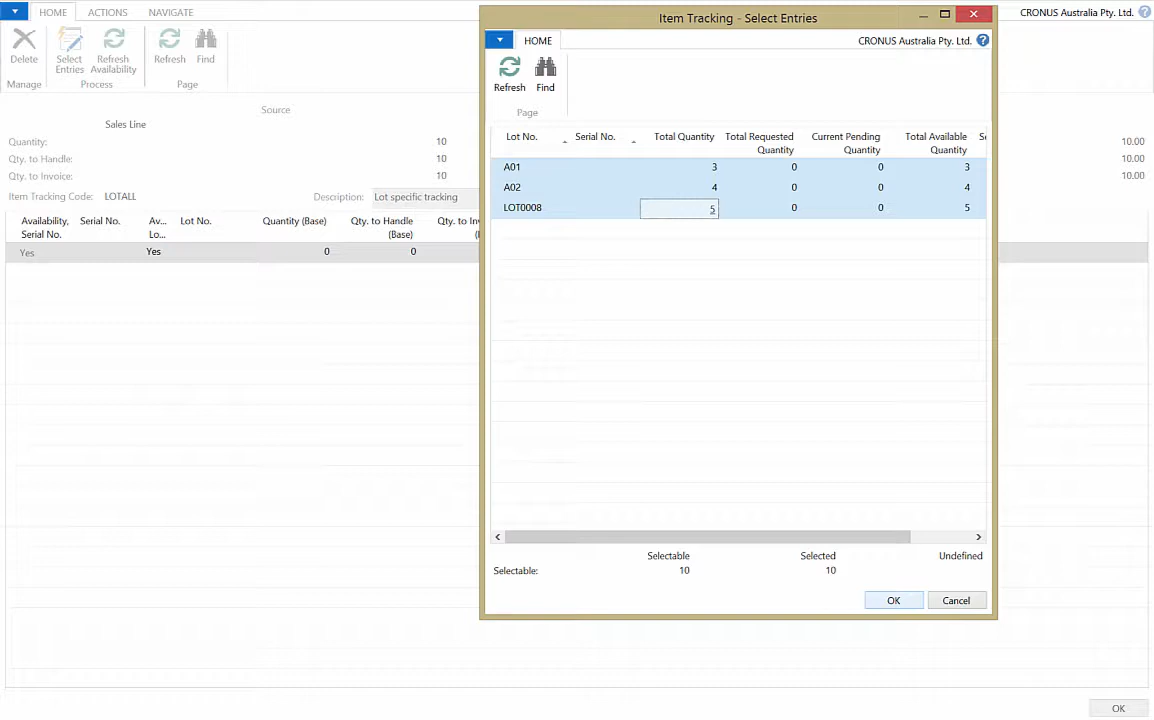 HOME ACTIONS NAVIGATE
CRONUS Australia Pty. Ltd.
Delete
Select Entries
Refresh Availability
Refresh
Find
Manage
Process
Page
Source
Sales Line
Quantity: 10 10.00
Qty. to Handle: 10 10.00
Qty. to Invoice: 10 10.00
Item Tracking Code: LOTALL Description: Lot specific tracking
Availability, Serial No. Serial No. Av... Lo... Lot No. Quantity (Base) Qty. to Handle (Base) Qty. to Inv
Yes Yes 0 0
OK
Item Tracking - Select Entries
HOME
CRONUS Australia Pty. Ltd.
Refresh
Find
Page
Lot No. Serial No. Total Quantity Total Requested Quantity Current Pending Quantity Total Available Quantity Se
A01 3 0 0 3
A02 4 0 0 4
LOT0008 5 0 0 5
Selectable Selected Undefined
Selectable: 10 10
OK Cancel